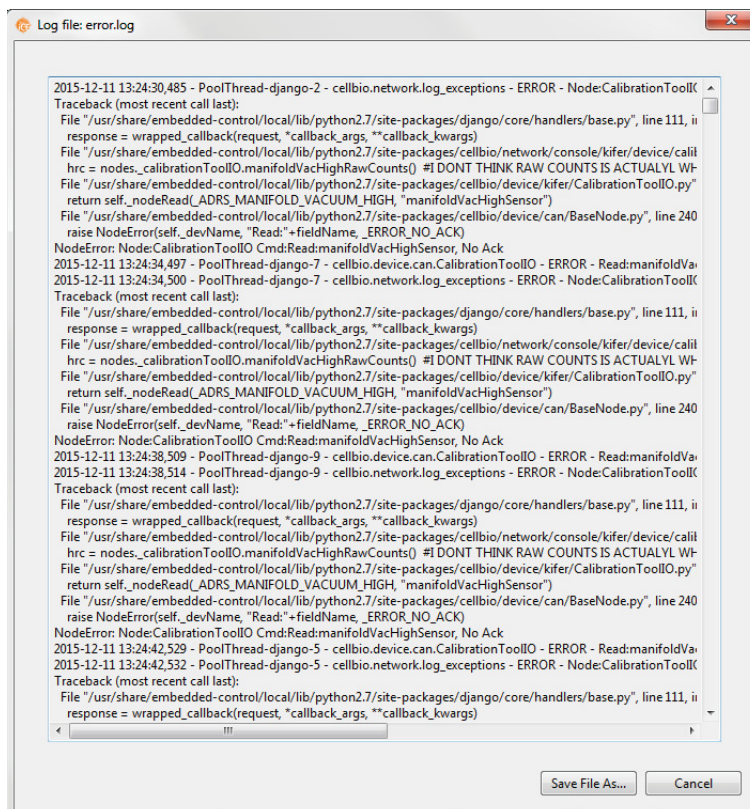 Log file: error.log
2015-12-11 13:24:30,485 - PoolThread-django-2 - cellbio.network.log_exceptions - ERROR - Node:CalibrationToolI(
Traceback (most recent call last):
File "/usr/share/embedded-control/local/lib/python2.7/site-packages/django/core/handlers/base.py", line 111, i
response = wrapped_callback(request, *callback_args, **callback_kwargs)
File "/usr/share/embedded-control/local/lib/python2.7/site-packages/cellbio/network/console/kifer/device/calil
hrc = nodes._calibrationToolIO.manifoldVacHighRawCounts() #I DONT THINK RAW COUNTS IS ACTUALYL WH
File "/usr/share/embedded-control/local/lib/python2.7/site-packages/cellbio/device/kifer/CalibrationToolIO.py"
return self._nodeRead(_ADRS_MANIFOLD_VACUUM_HIGH, "manifoldVacHighSensor")
File "/usr/share/embedded-control/local/lib/python2.7/site-packages/cellbio/device/can/BaseNode.py", line 240
raise NodeError(self._devName, "Read:"+fieldName, _ERROR_NO_ACK)
NodeError: Node:CalibrationToolIO Cmd:Read:manifoldVacHighSensor, No Ack
2015-12-11 13:24:34,497 - PoolThread-django-7 - cellbio.device.can.CalibrationToolIO - ERROR - Read:manifoldVa
2015-12-11 13:24:34,500 - PoolThread-django-7 - cellbio.network.log_exceptions - ERROR - Node:CalibrationToolI(
Traceback (most recent call last):
File "/usr/share/embedded-control/local/lib/python2.7/site-packages/django/core/handlers/base.py", line 111, i
response = wrapped_callback(request, *callback_args, **callback_kwargs)
File "/usr/share/embedded-control/local/lib/python2.7/site-packages/cellbio/network/console/kifer/device/calil
hrc = nodes._calibrationToolIO.manifoldVacHighRawCounts() #I DONT THINK RAW COUNTS IS ACTUALYL WH
File "/usr/share/embedded-control/local/lib/python2.7/site-packages/cellbio/device/kifer/CalibrationToolIO.py"
return self._nodeRead(_ADRS_MANIFOLD_VACUUM_HIGH, "manifoldVacHighSensor")
File "/usr/share/embedded-control/local/lib/python2.7/site-packages/cellbio/device/can/BaseNode.py", line 240
raise NodeError(self._devName, "Read:"+fieldName, _ERROR_NO_ACK)
NodeError: Node:CalibrationToolIO Cmd:Read:manifoldVacHighSensor, No Ack
2015-12-11 13:24:38,509 - PoolThread-django-9 - cellbio.device.can.CalibrationToolIO - ERROR - Read:manifoldVa
2015-12-11 13:24:38,514 - PoolThread-django-9 - cellbio.network.log_exceptions - ERROR - Node:CalibrationToolI(
Traceback (most recent call last):
File "/usr/share/embedded-control/local/lib/python2.7/site-packages/django/core/handlers/base.py", line 111, i
response = wrapped_callback(request, *callback_args, **callback_kwargs)
File "/usr/share/embedded-control/local/lib/python2.7/site-packages/cellbio/network/console/kifer/device/calil
hrc = nodes._calibrationToolIO.manifoldVacHighRawCounts() #I DONT THINK RAW COUNTS IS ACTUALYL WH
File "/usr/share/embedded-control/local/lib/python2.7/site-packages/cellbio/device/kifer/CalibrationToolIO.py"
return self._nodeRead(_ADRS_MANIFOLD_VACUUM_HIGH, "manifoldVacHighSensor")
File "/usr/share/embedded-control/local/lib/python2.7/site-packages/cellbio/device/can/BaseNode.py", line 240
raise NodeError(self._devName, "Read:"+fieldName, _ERROR_NO_ACK)
NodeError: Node:CalibrationToolIO Cmd:Read:manifoldVacHighSensor, No Ack
2015-12-11 13:24:42,529 - PoolThread-django-5 - cellbio.device.can.CalibrationToolIO - ERROR - Read:manifoldVa
2015-12-11 13:24:42,532 - PoolThread-django-5 - cellbio.network.log_exceptions - ERROR - Node:CalibrationToolI(
Traceback (most recent call last):
File "/usr/share/embedded-control/local/lib/python2.7/site-packages/django/core/handlers/base.py", line 111, i
response = wrapped_callback(request, *callback_args, **callback_kwargs)
Save File As... Cancel